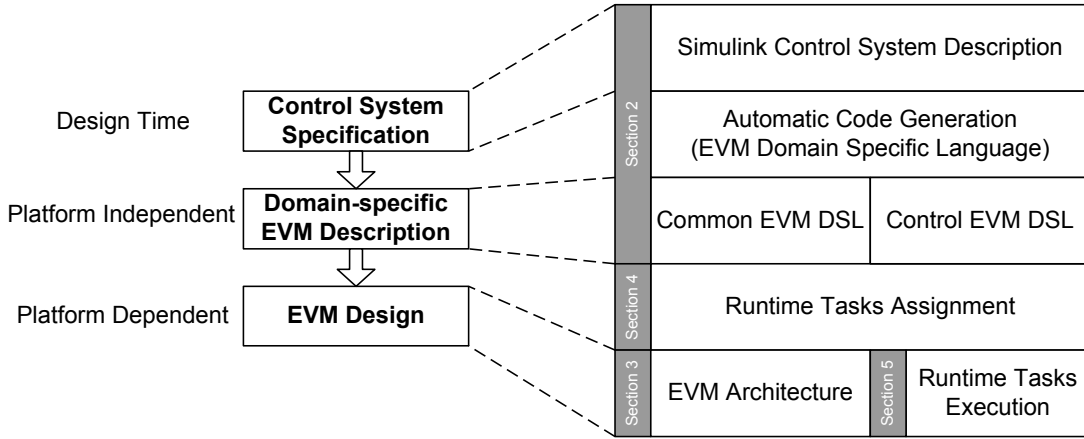 Design Time
Control System
Specification
Platform Independent
Domain-specific
EVM Description
Platform Dependent
EVM Design
Section 2
Simulink Control System Description
Automatic Code Generation
(EVM Domain Specific Language)
Common EVM DSL
Control EVM DSL
Section 4
Runtime Tasks Assignment
Section 3
EVM Architecture
Section 5
Runtime Tasks
Execution